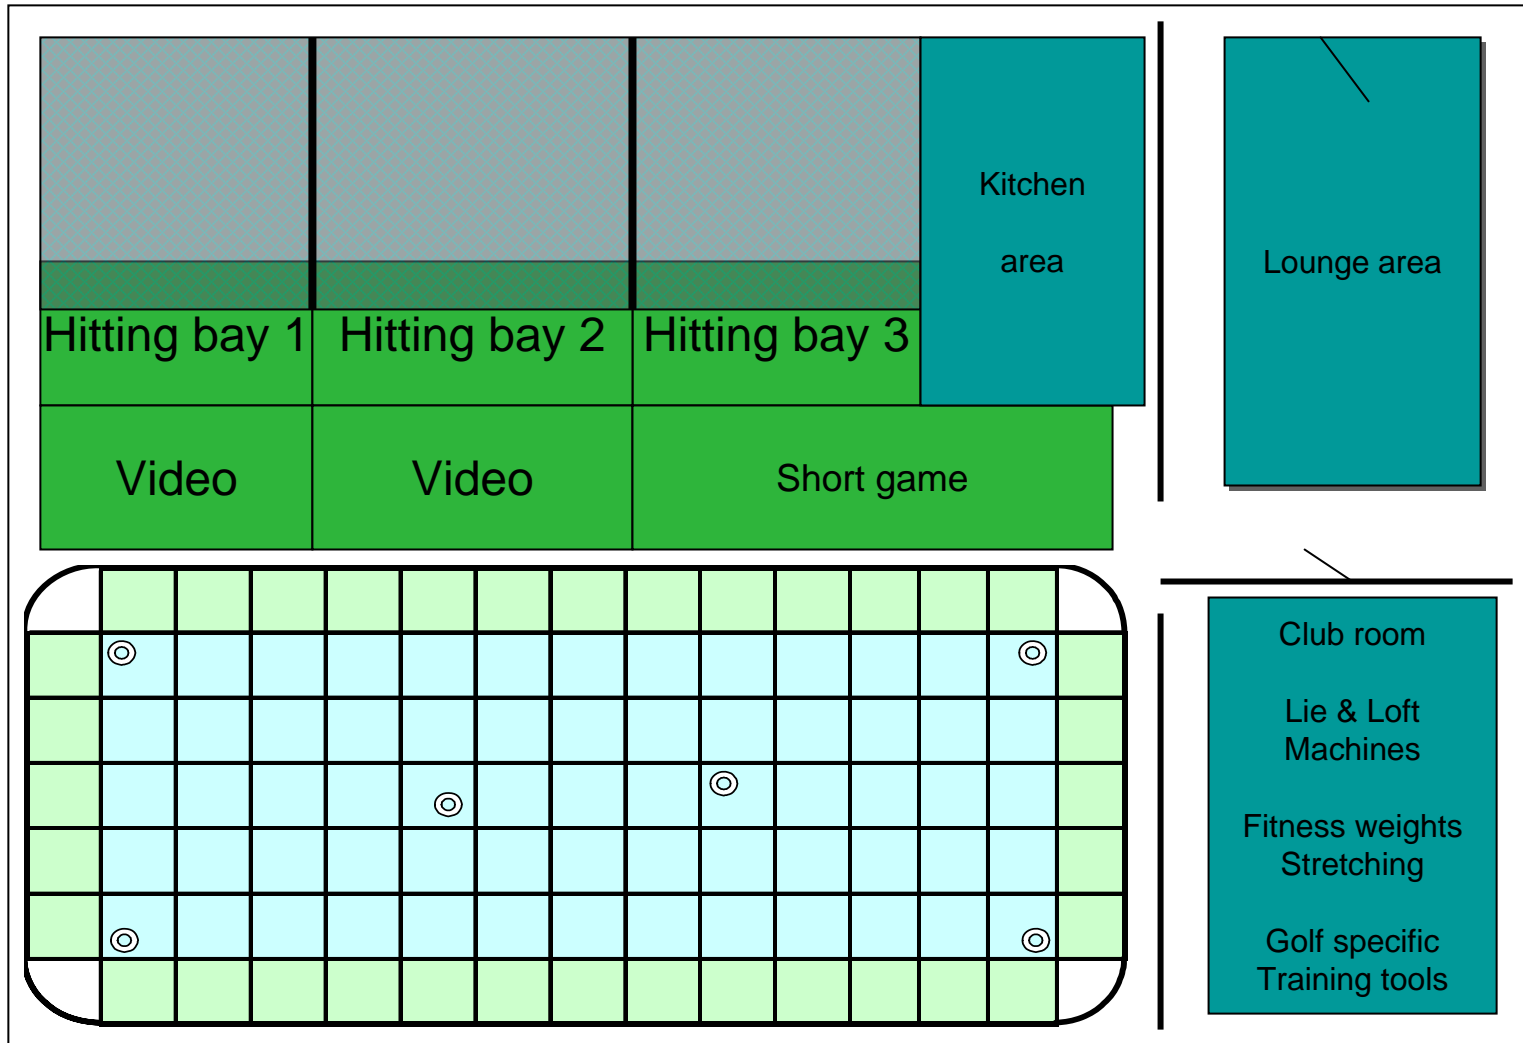 Kitchen
area
Lounge area
Hitting bay 1
Hitting bay 2
Hitting bay 3
Video
Video
Short game
Club room
Lie & Loft
Machines
Fitness weights
Stretching
Golf specific
Training tools